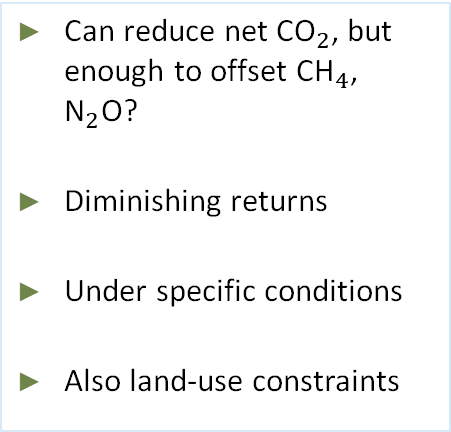 ► Can reduce net CO₂, but
enough to offset CH₄,
N₂O?
► Diminishing returns
► Under specific conditions
► Also land-use constraints